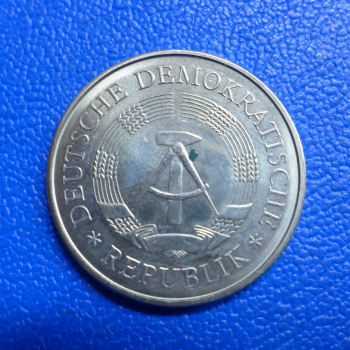 DEUTSCHE DEMOKRATISCHE
* REPUBLIK *